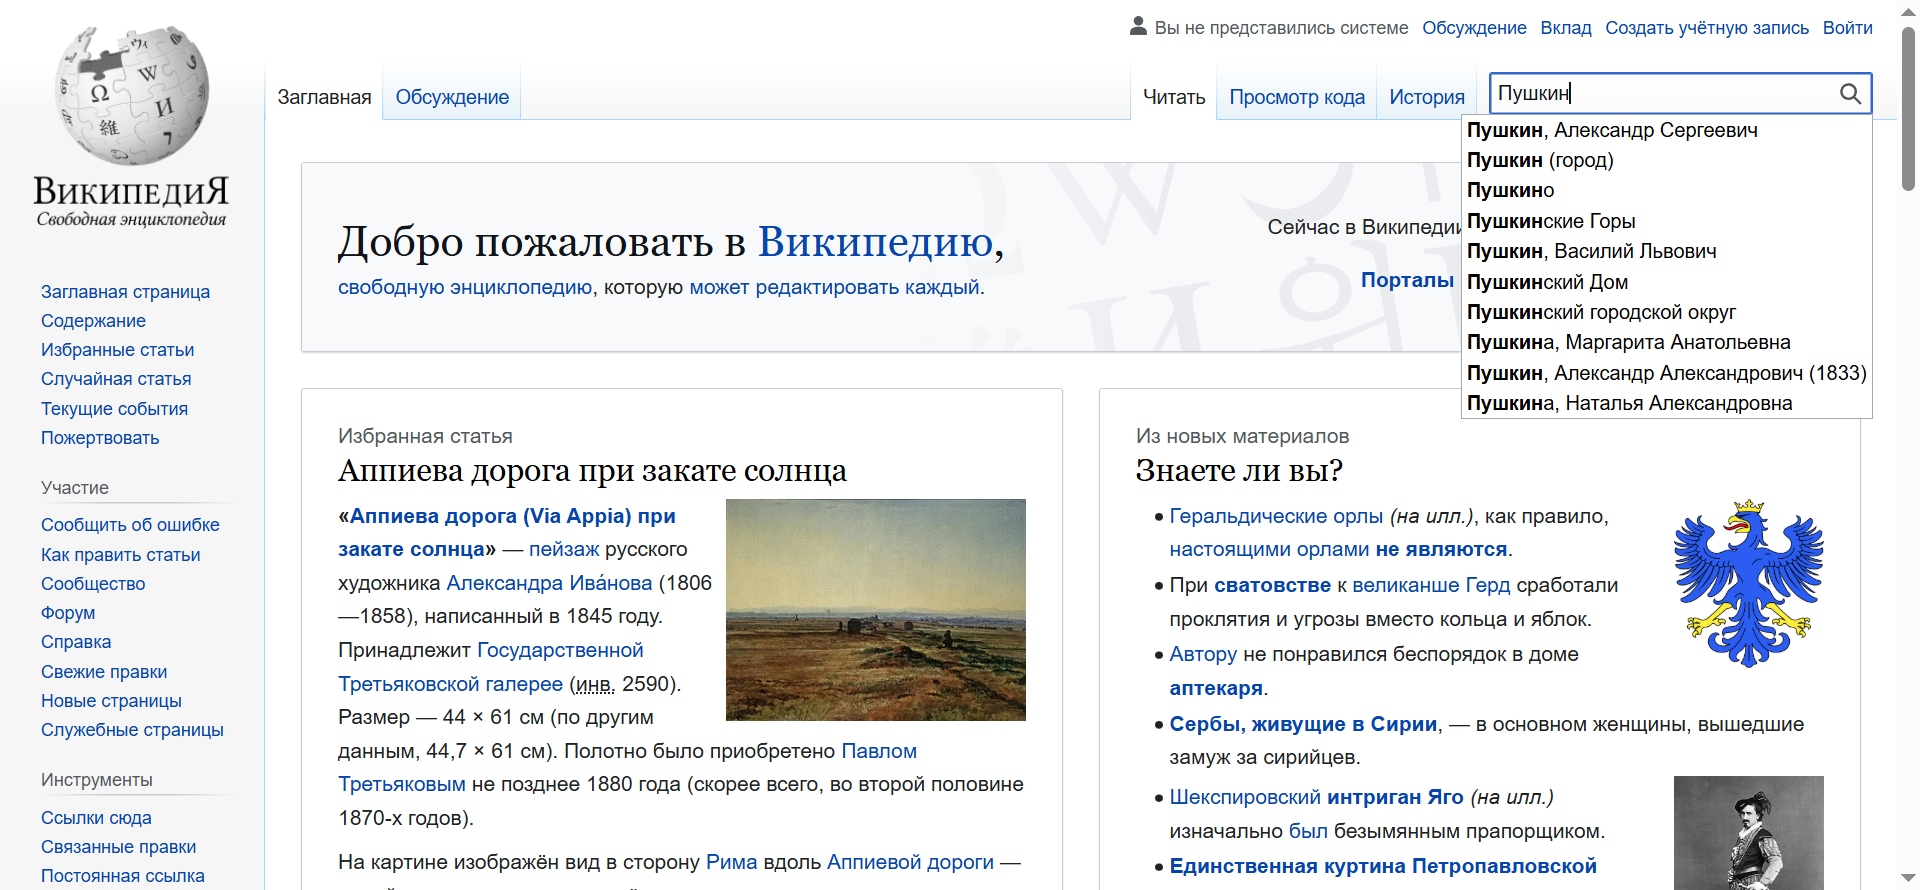 Вы не представились системе Обсуждение Вклад Создать учётную запись Войти
ВикипедиЯ
Свободная энциклопедия
Заглавная Обсуждение
Читать Просмотр кода История
Пушкин
Пушкин, Александр Сергеевич
Пушкин (город)
Пушкино
Пушкинские Горы
Пушкин, Василий Львович
Пушкинский Дом
Пушкинский городской округ
Пушкина, Маргарита Анатольевна
Пушкин, Александр Александрович (1833)
Пушкина, Наталья Александровна
Заглавная страница
Содержание
Избранные статьи
Случайная статья
Текущие события
Пожертвовать
Участие
Сообщить об ошибке
Как править статьи
Сообщество
Форум
Справка
Свежие правки
Новые страницы
Служебные страницы
Инструменты
Ссылки сюда
Связанные правки
Постоянная ссылка
Добро пожаловать в Википедию,
свободную энциклопедию, которую может редактировать каждый.
Сейчас в Википедии
Порталы
Избранная статья
Аппиева дорога при закате солнца
«Аппиева дорога (Via Appia) при
закате солнца» — пейзаж русского
художника Александра Ива́нова (1806
—1858), написанный в 1845 году.
Принадлежит Государственной
Третьяковской галерее (инв. 2590).
Размер — 44 × 61 см (по другим
данным, 44,7 × 61 см). Полотно было приобретено Павлом
Третьяковым не позднее 1880 года (скорее всего, во второй половине
1870-х годов).
На картине изображён вид в сторону Рима вдоль Аппиевой дороги —
Из новых материалов
Знаете ли вы?
• Геральдические орлы (на илл.), как правило,
настоящими орлами не являются.
• При сватовстве к великанше Герд сработали
проклятия и угрозы вместо кольца и яблок.
• Автору не понравился беспорядок в доме
аптекаря.
• Сербы, живущие в Сирии, — в основном женщины, вышедшие
замуж за сирийцев.
• Шекспировский интриган Яго (на илл.)
изначально был безымянным прапорщиком.
• Единственная куртина Петропавловской